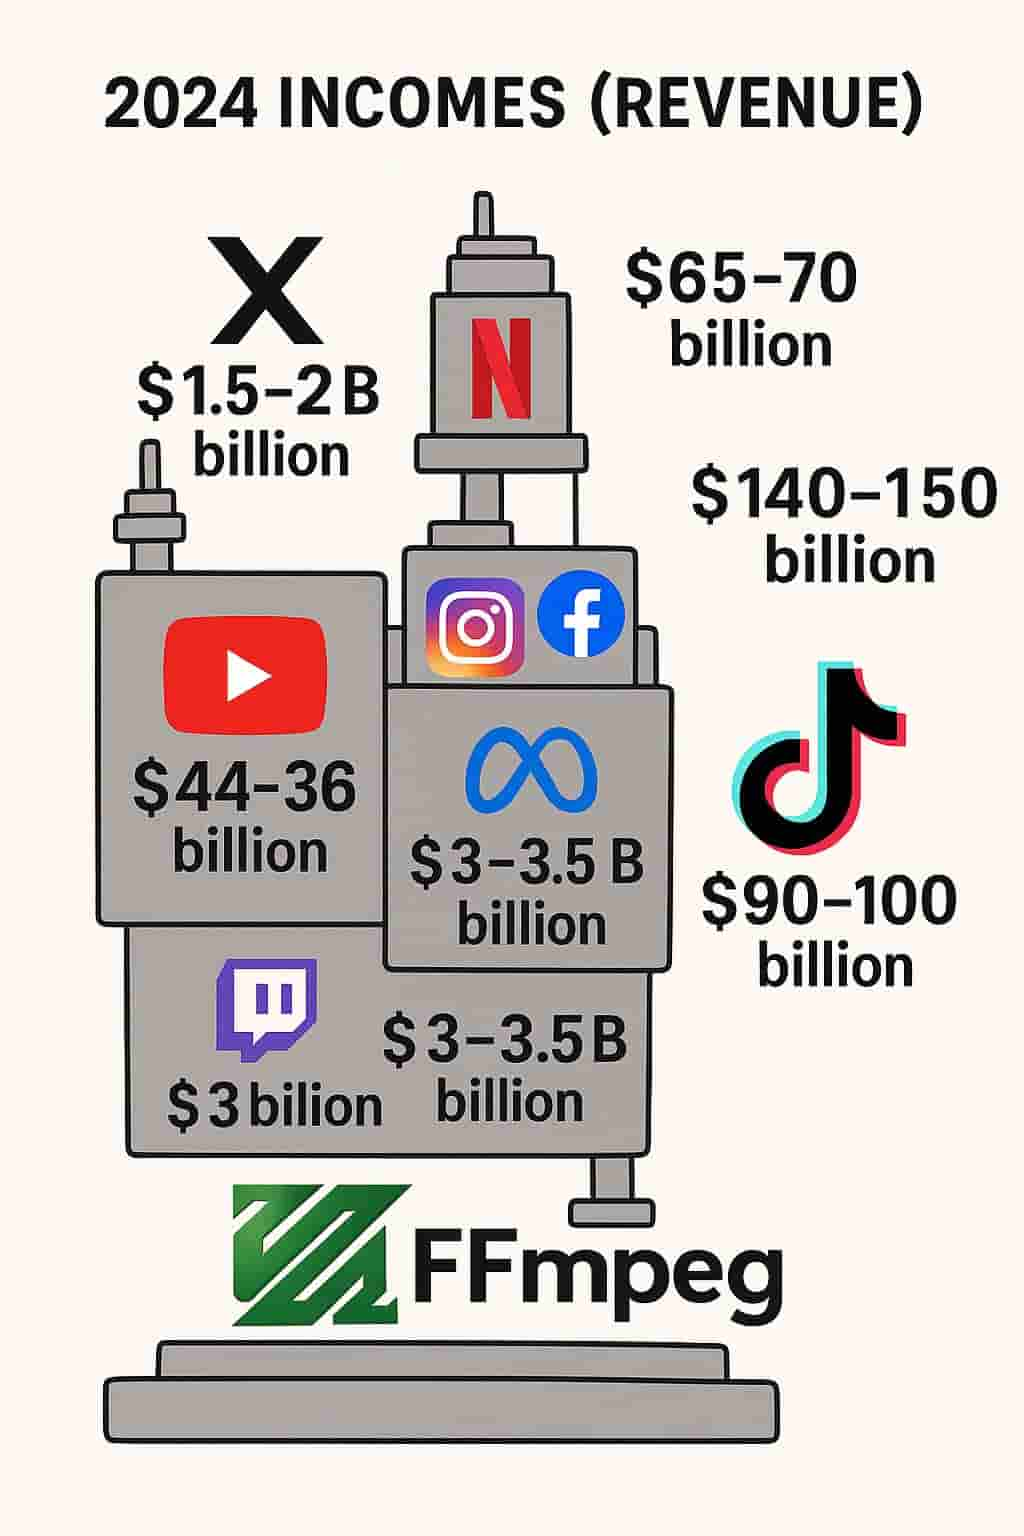 2024 INCOMES (REVENUE)
X
$1.5–2 B
billion
N
$65–70
billion
$140–150
billion
f
$44–36
billion
$3–3.5 B
billion
$90–100
billion
$3 bilion
$3–3.5 B
billion
FFmpeg